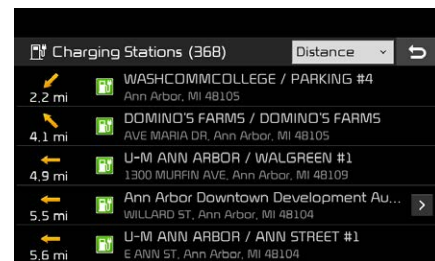 Charging Stations (368)
Distance
WASHCOMMCOLLEGE / PARKING #4
2.2 mi
Ann Arbor, MI 48105
DOMINO'S FARMS / DOMINO'S FARMS
4.1 mi
AVE MARIA DR, Ann Arbor, MI 48105
U-M ANN ARBOR / WALGREEN #1
4.9 mi
1300 MURFIN AVE, Ann Arbor, MI 48109
Ann Arbor Downtown Development Au...
5.5 mi
WILLARD ST, Ann Arbor, MI 48104
U-M ANN ARBOR / ANN STREET #1
5.6 mi
E ANN ST, Ann Arbor, MI 48104